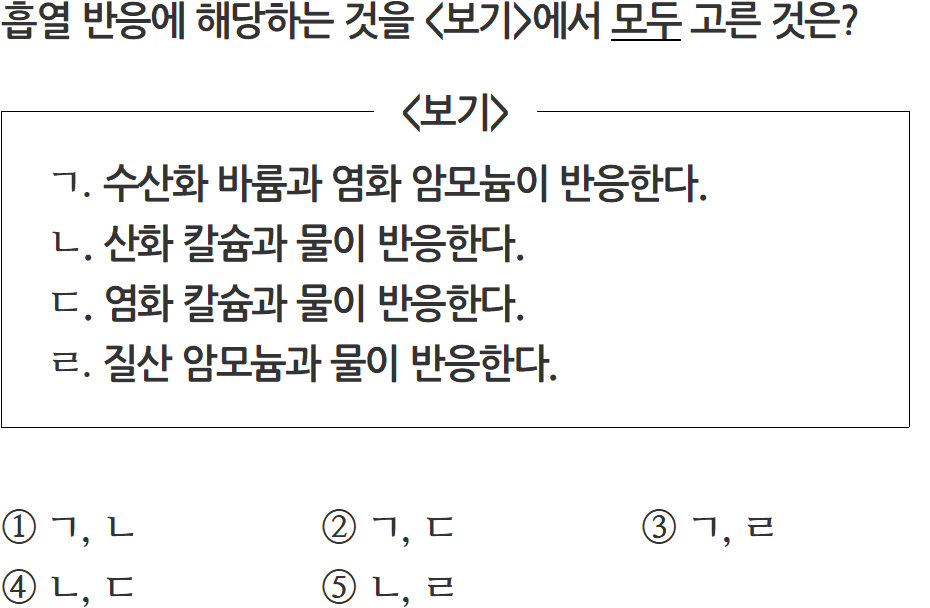 흡열 반응에 해당하는 것을 <보기>에서 모두 고른 것은?
<보기>
ㄱ. 수산화 바륨과 염화 암모늄이 반응한다.
ㄴ. 산화 칼슘과 물이 반응한다.
ㄷ. 염화 칼슘과 물이 반응한다.
ㄹ. 질산 암모늄과 물이 반응한다.
① ㄱ, ㄴ ② ㄱ, ㄷ ③ ㄱ, ㄹ
④ ㄴ, ㄷ ⑤ ㄴ, ㄹ